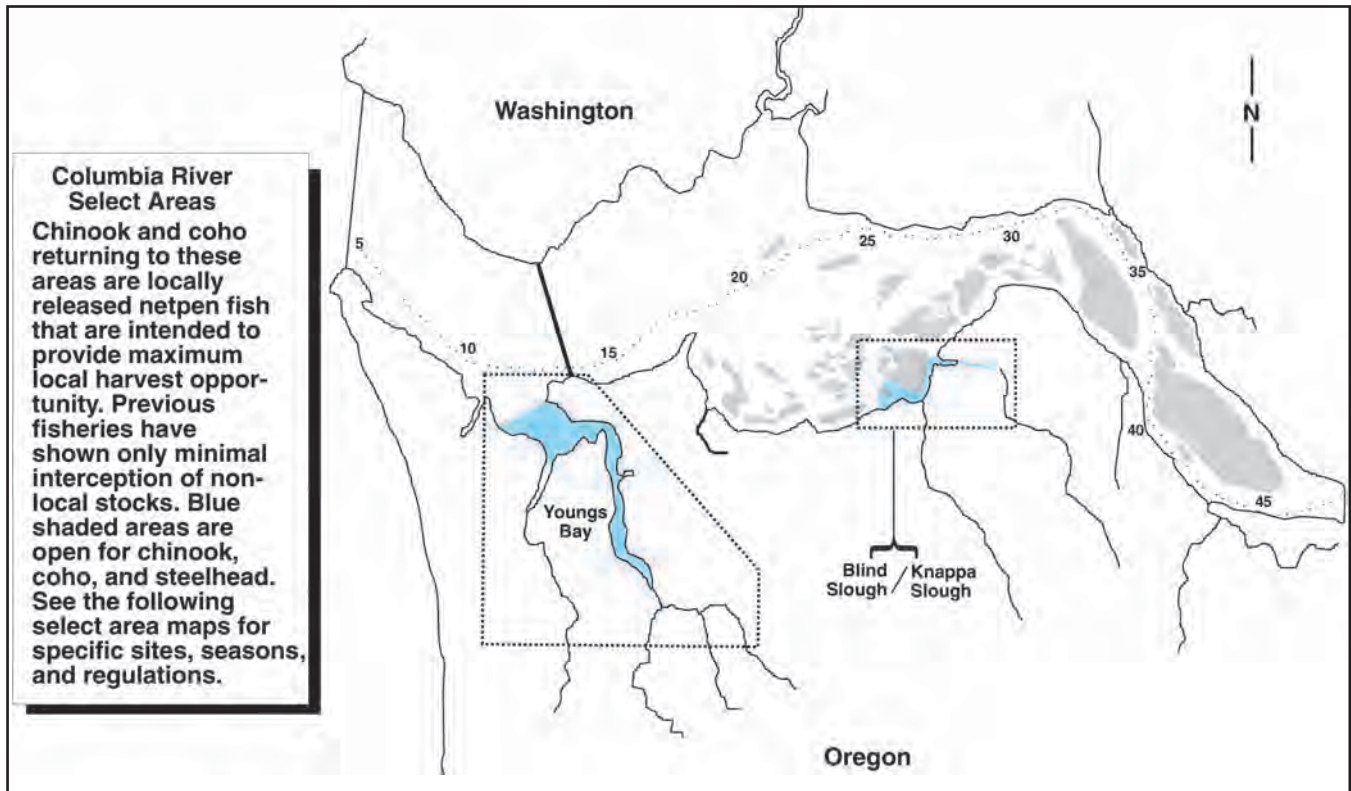 Columbia River
Select Areas
Chinook and coho
returning to these
areas are locally
released netpen fish
that are intended to
provide maximum
local harvest oppor-
tunity. Previous
fisheries have
shown only minimal
interception of non-
local stocks. Blue
shaded areas are
open for chinook,
coho, and steelhead.
See the following
select area maps for
specific sites, seasons,
and regulations.
Washington
N
5
10
15
20
25
30
35
40
45
Youngs
Bay
Blind
Slough
/
Knappa
Slough
Oregon